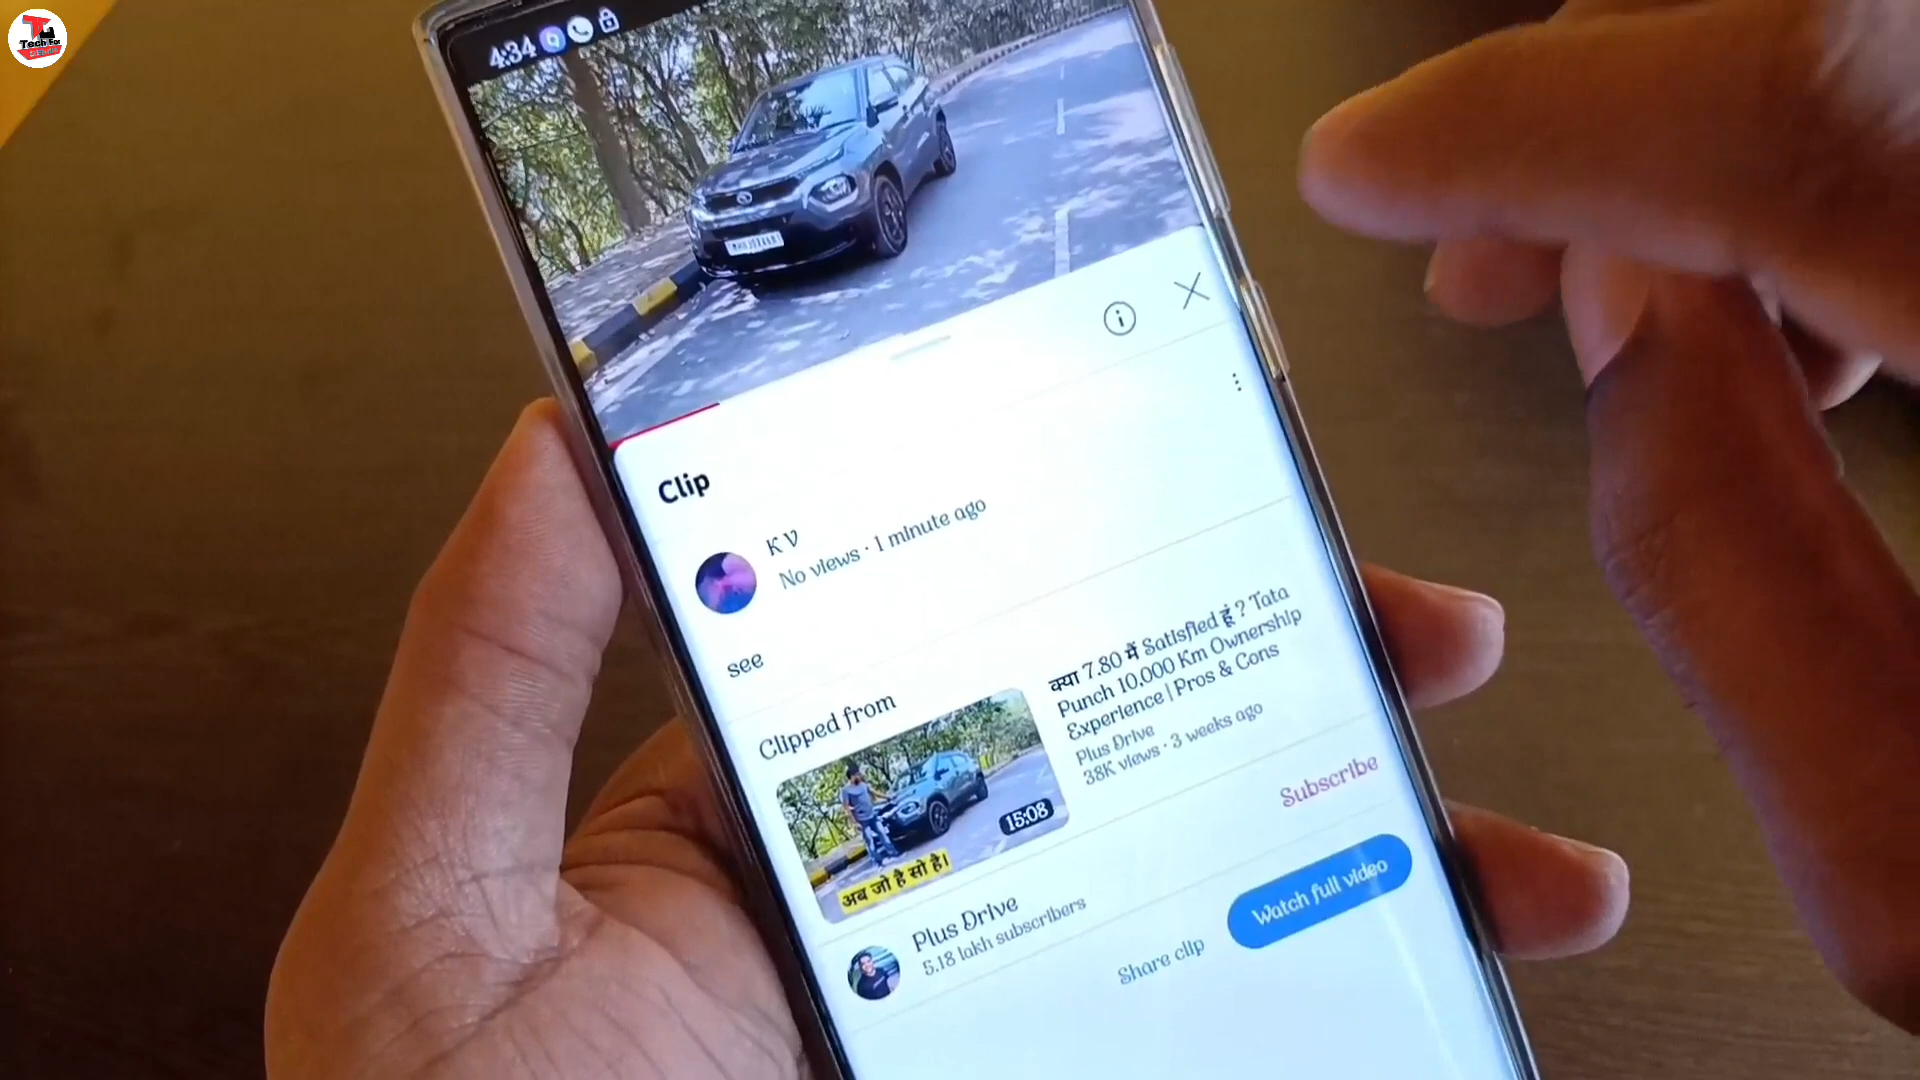 Tech For
4:34
Clip
K V
No views · 1 minute ago
see
Clipped from
क्या 7.80 में Satisfied हूं ? Tata
Punch 10,000 Km Ownership
Experience | Pros & Cons
Plus Drive
38K views · 3 weeks ago
15:08
अब जो है सो है।
Subscribe
Plus Drive
5.18 lakh subscribers
Share clip
Watch full video